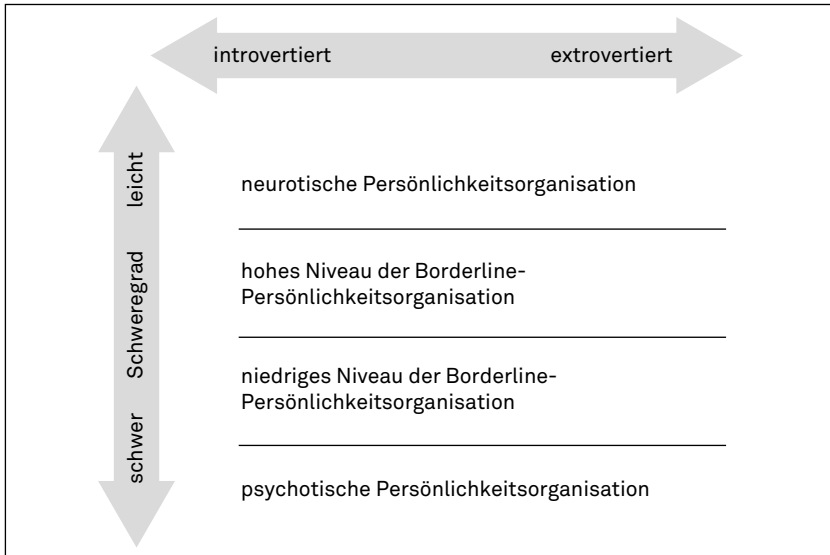 introvertiert extrovertiert
leicht
neurotische Persönlichkeitsorganisation
Schweregrad
hohes Niveau der Borderline-
Persönlichkeitsorganisation
niedriges Niveau der Borderline-
Persönlichkeitsorganisation
schwer
psychotische Persönlichkeitsorganisation